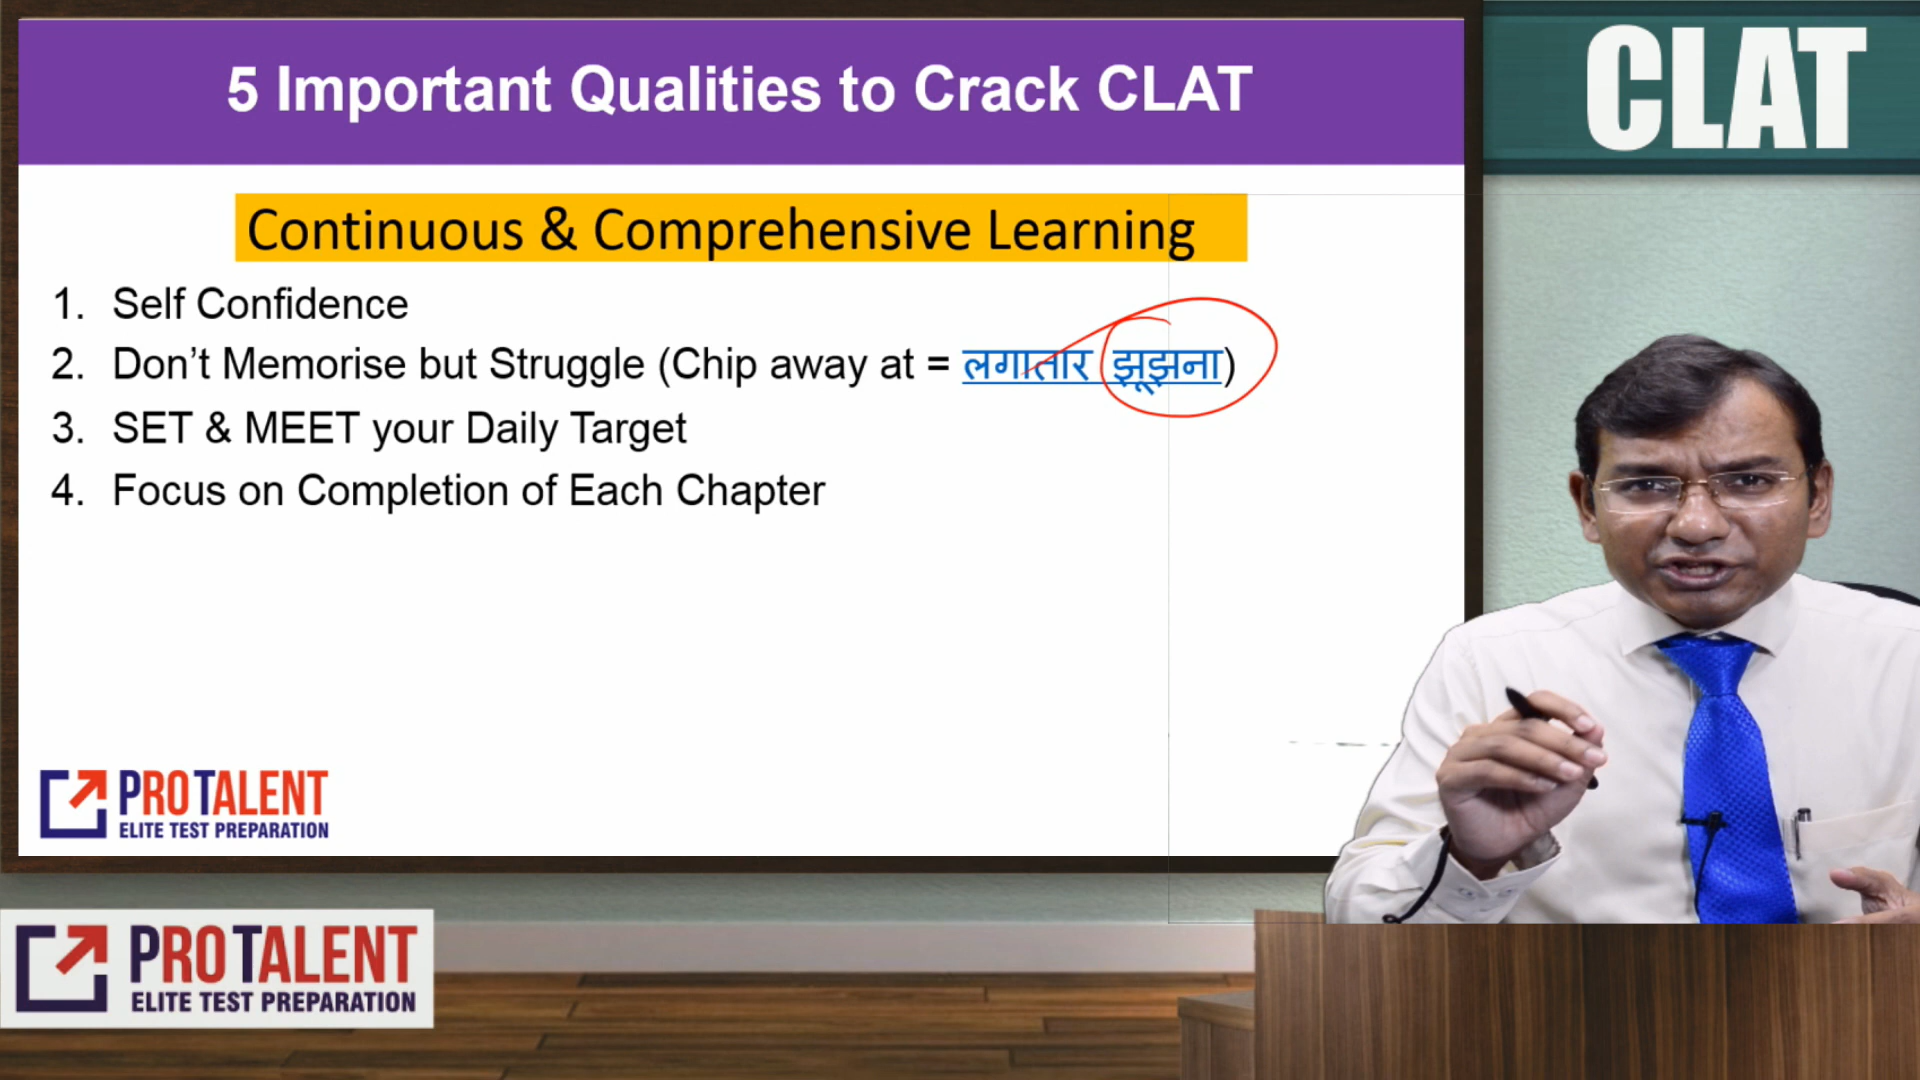 5 Important Qualities to Crack CLAT
CLAT
Continuous & Comprehensive Learning
1. Self Confidence
2. Don’t Memorise but Struggle (Chip away at = लगातार झूझना)
3. SET & MEET your Daily Target
4. Focus on Completion of Each Chapter
PROTALENT
ELITE TEST PREPARATION
PROTALENT
ELITE TEST PREPARATION